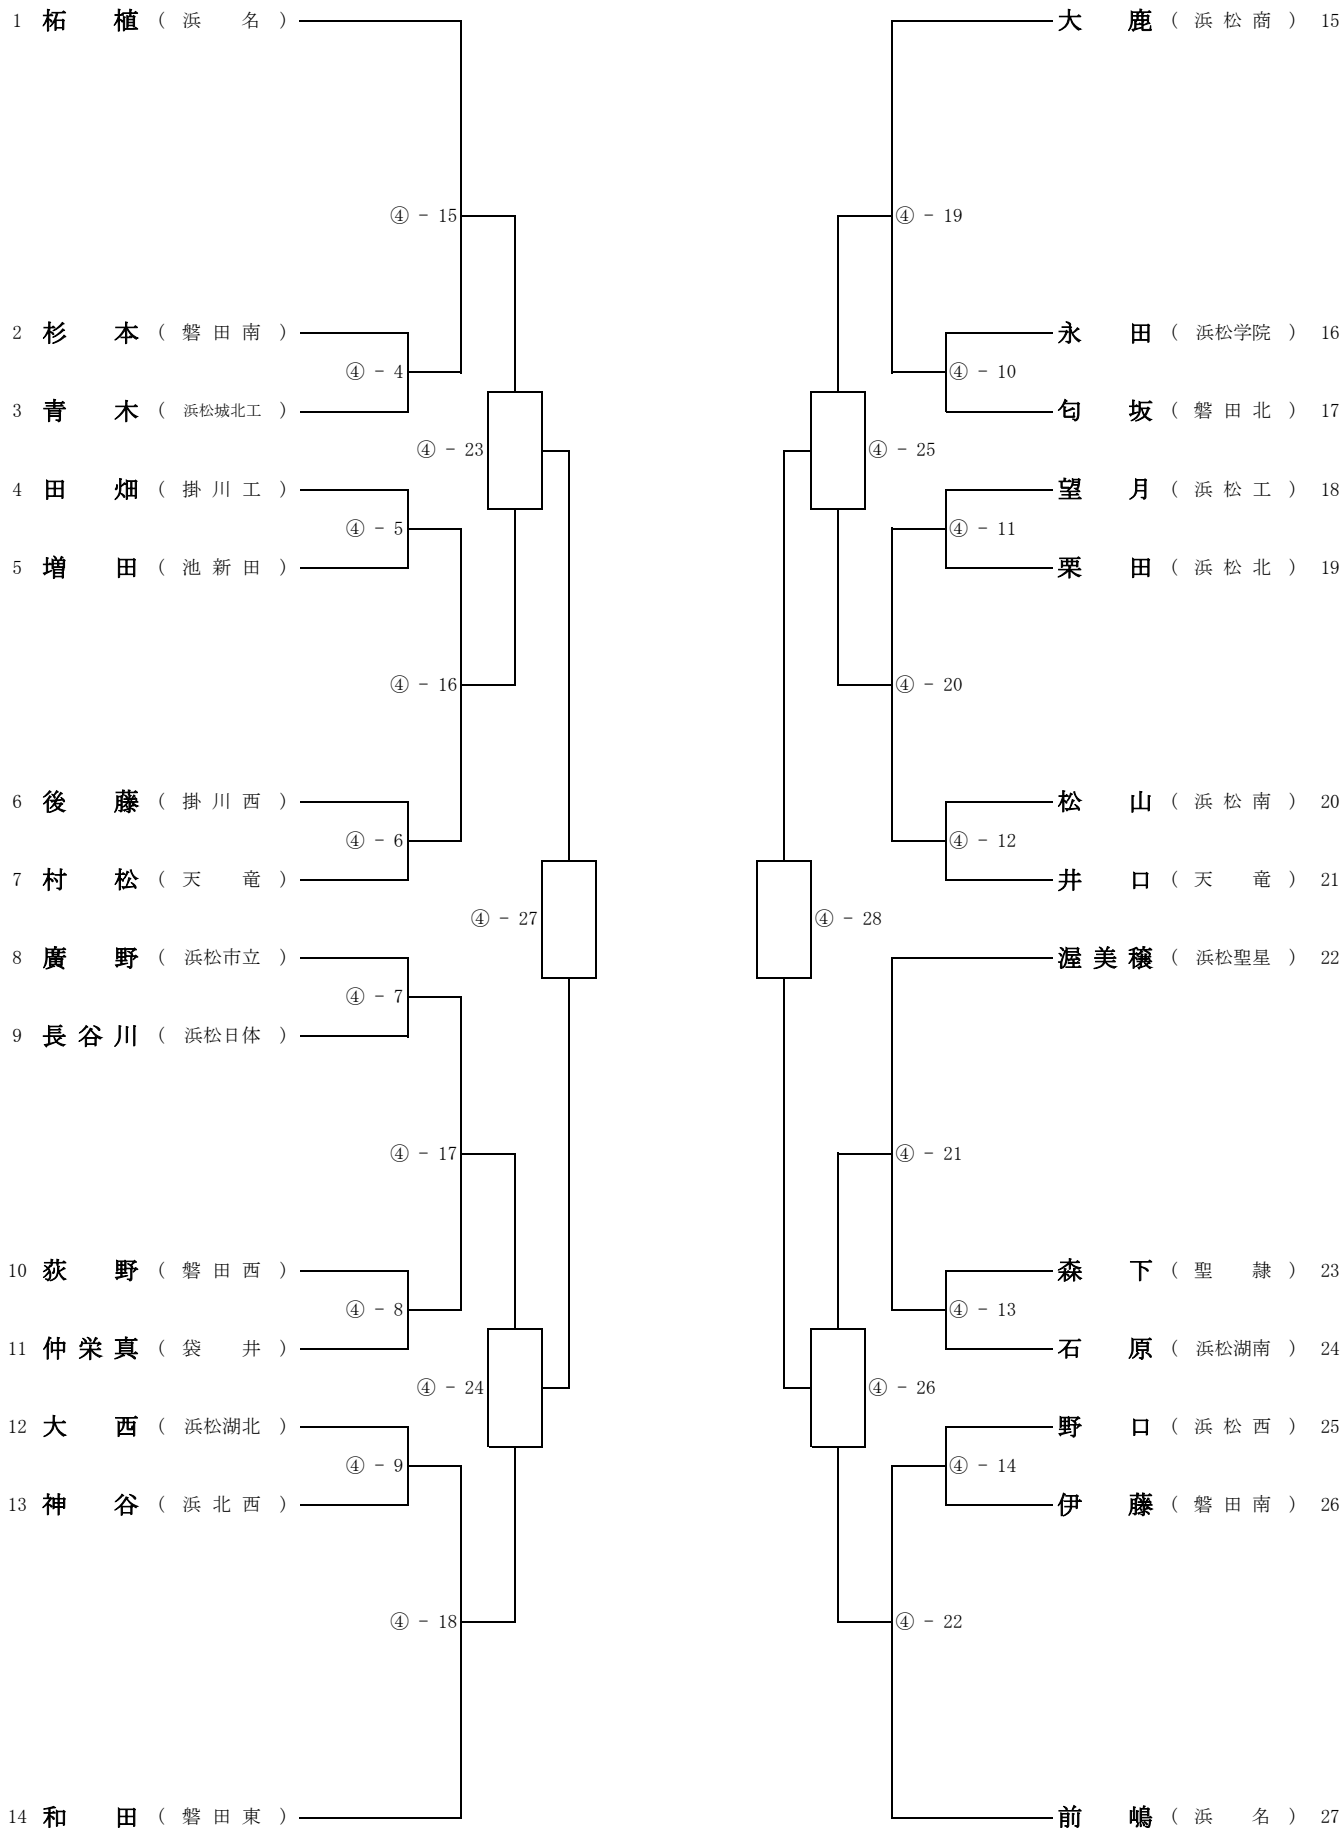 1 柘植 ( 浜名 )
④ - 15
2 杉本 ( 磐田南 )
④ - 4
3 青木 ( 浜松城北工 )
④ - 23
4 田畑 ( 掛川工 )
④ - 5
5 増田 ( 池新田 )
④ - 16
6 後藤 ( 掛川西 )
④ - 6
7 村松 ( 天竜 )
④ - 27
8 廣野 ( 浜松市立 )
④ - 7
9 長谷川 ( 浜松日体 )
④ - 17
10 荻野 ( 磐田西 )
④ - 8
11 仲栄真 ( 袋井 )
④ - 24
12 大西 ( 浜松湖北 )
④ - 9
13 神谷 ( 浜北西 )
④ - 18
14 和田 ( 磐田東 )
大鹿 ( 浜松商 ) 15
④ - 19
永田 ( 浜松学院 ) 16
④ - 10
匂坂 ( 磐田北 ) 17
④ - 25
望月 ( 浜松工 ) 18
④ - 11
栗田 ( 浜松北 ) 19
④ - 20
松山 ( 浜松南 ) 20
④ - 12
井口 ( 天竜 ) 21
④ - 28
渥美穣 ( 浜松聖星 ) 22
④ - 21
森下 ( 聖隷 ) 23
④ - 13
石原 ( 浜松湖南 ) 24
④ - 26
野口 ( 浜松西 ) 25
④ - 14
伊藤 ( 磐田南 ) 26
④ - 22
前嶋 ( 浜名 ) 27